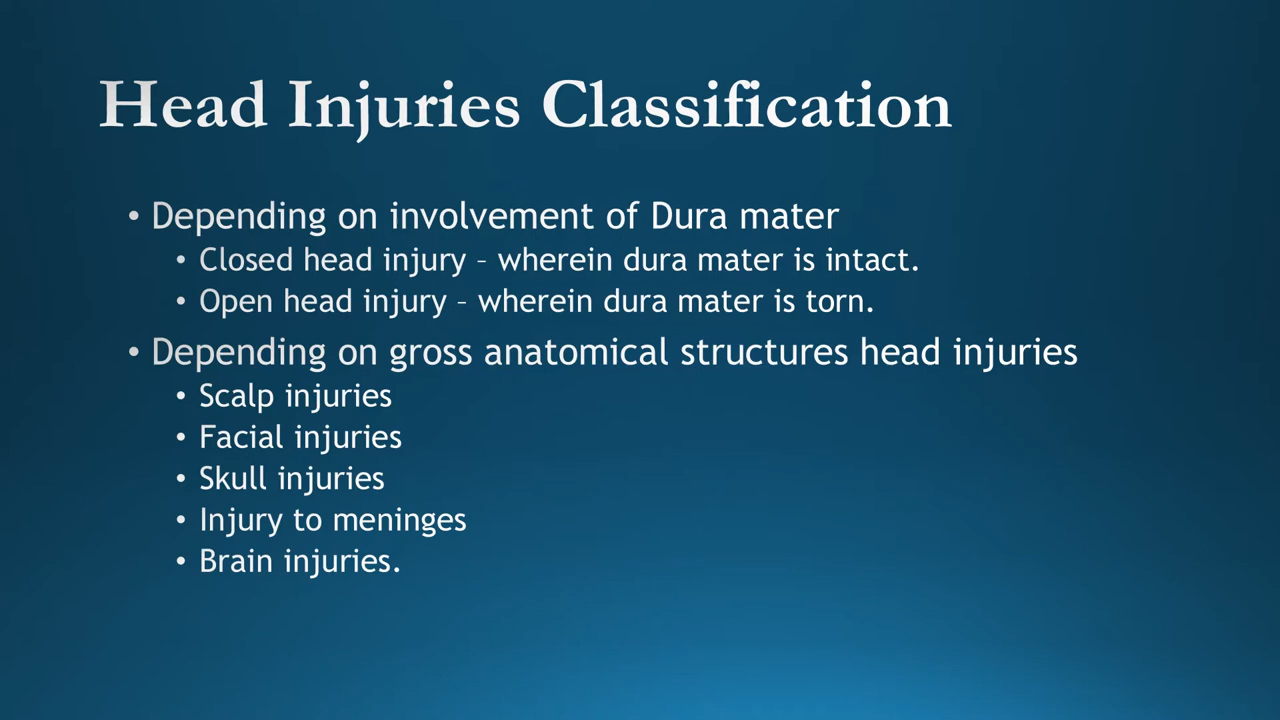 Head Injuries Classification
• Depending on involvement of Dura mater
• Closed head injury – wherein dura mater is intact.
• Open head injury – wherein dura mater is torn.
• Depending on gross anatomical structures head injuries
• Scalp injuries
• Facial injuries
• Skull injuries
• Injury to meninges
• Brain injuries.